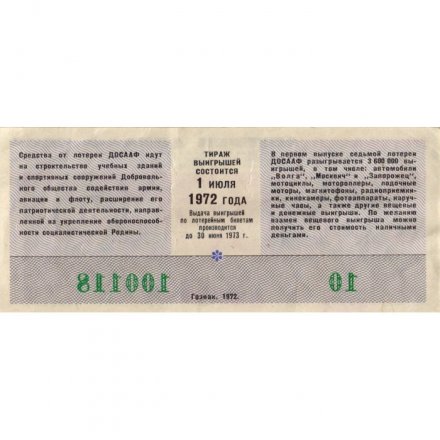 Средства от лотереи ДОСААФ идут
на строительство учебных зданий
и спортивных сооружений Доброволь-
ного общества содействия армии,
авиации и флоту, расширение его
патриотической деятельности, направлен-
ной на укрепление обороноспособ-
ности социалистической Родины.
ТИРАЖ
ВЫИГРЫШЕЙ
СОСТОИТСЯ
1 ИЮЛЯ
1972 ГОДА
Выдача выигрышей
по лотерейным билетам
производится
до 30 июня 1973 г.
В первом выпуске седьмой лотереи
ДОСААФ разыгрывается 3 600 000 вы-
игрышей, в том числе: автомобили
„Волга", „Москвич" и „Запорожец",
мотоциклы, мотороллеры, лодочные
моторы, магнитофоны, радиоприемни-
ки, кинокамеры, фотоаппараты, наруч-
ные часы, а также другие вещевые
и денежные выигрыши. По желанию
взамен вещевого выигрыша можно
получить его стоимость наличными
деньгами.
100118
10
Гознак. 1972.